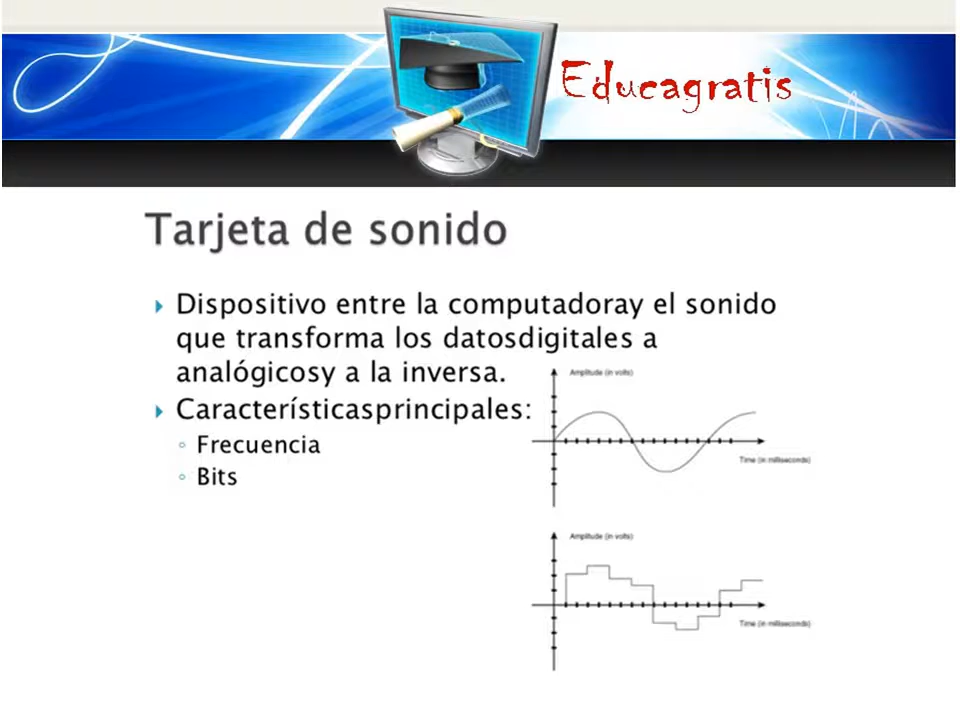 Educagratis
Tarjeta de sonido
Dispositivo entre la computadoray el sonido
que transforma los datosdigitales a
analógicosy a la inversa.
Característicasprincipales:
Frecuencia
Bits
Amplitude (in volts)
Time (in milliseconds)
Amplitude (in volts)
Time (in milliseconds)